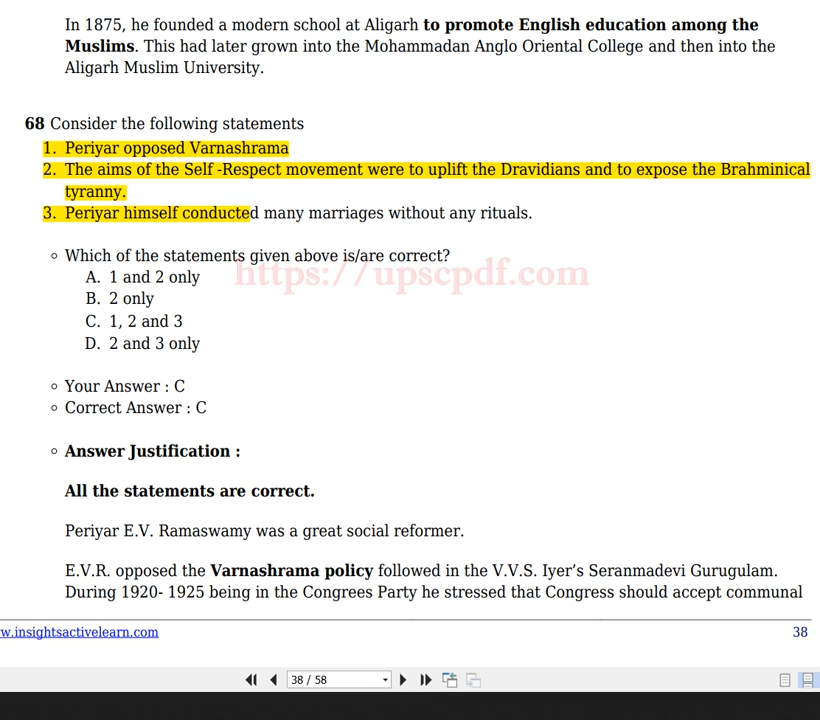 In 1875, he founded a modern school at Aligarh to promote English education among the
Muslims. This had later grown into the Mohammadan Anglo Oriental College and then into the
Aligarh Muslim University.
68 Consider the following statements
1. Periyar opposed Varnashrama
2. The aims of the Self -Respect movement were to uplift the Dravidians and to expose the Brahminical
tyranny.
3. Periyar himself conducted many marriages without any rituals.
Which of the statements given above is/are correct?
https://upscpdf.com
A. 1 and 2 only
B. 2 only
C. 1, 2 and 3
D. 2 and 3 only
Your Answer : C
Correct Answer : C
Answer Justification :
All the statements are correct.
Periyar E.V. Ramaswamy was a great social reformer.
E.V.R. opposed the Varnashrama policy followed in the V.V.S. Iyer's Seranmadevi Gurugulam.
During 1920- 1925 being in the Congrees Party he stressed that Congress should accept communal
w.insightsactivelearn.com
38
38 / 58